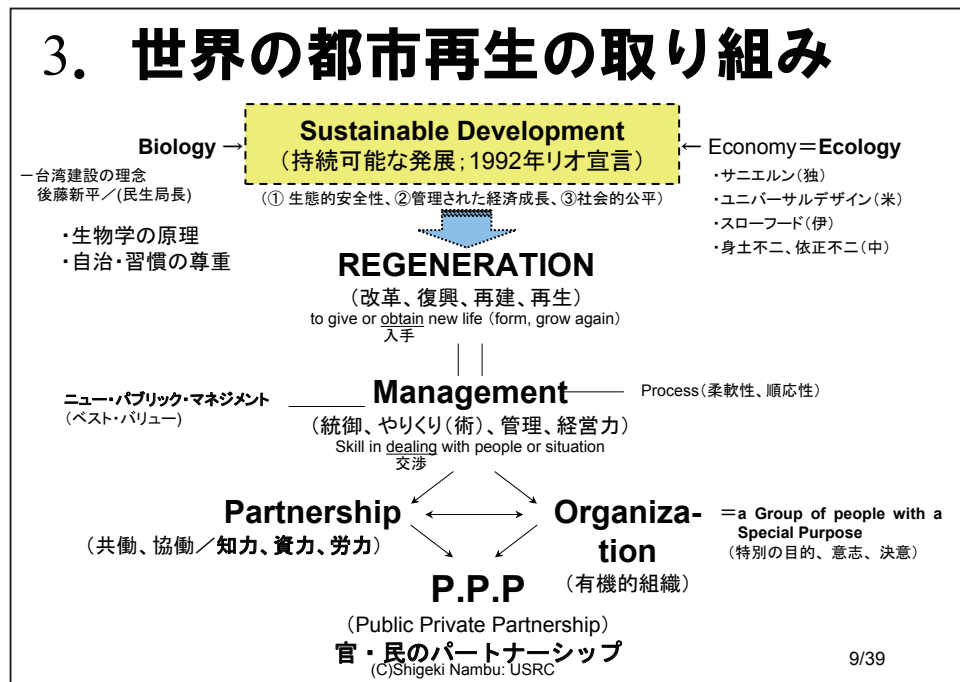 3. 世界の都市再生の取り組み
Sustainable Development
(持続可能な発展;1992年リオ宣言)
Biology →
← Economy=Ecology
-台湾建設の理念
後藤新平/(民生局長)
・生物学の原理
・自治・習慣の尊重
・サニエルン(独)
・ユニバーサルデザイン(米)
・スローフード(伊)
・身土不二、依正不二(中)
(① 生態的安全性、②管理された経済成長、③社会的公平)
REGENERATION
(改革、復興、再建、再生)
to give or obtain new life (form, grow again)
入手
ニュー・パブリック・マネジメント
(ベスト・バリュー)
Management
Process(柔軟性、順応性)
(統御、やりくり(術)、管理、経営力)
Skill in dealing with people or situation
交渉
Partnership
(共働、協働/知力、資力、労力)
Organiza-
tion
(有機的組織)
=a Group of people with a
Special Purpose
(特別の目的、意志、決意)
P.P.P
(Public Private Partnership)
官・民のパートナーシップ
(C)Shigeki Nambu: USRC
9/39